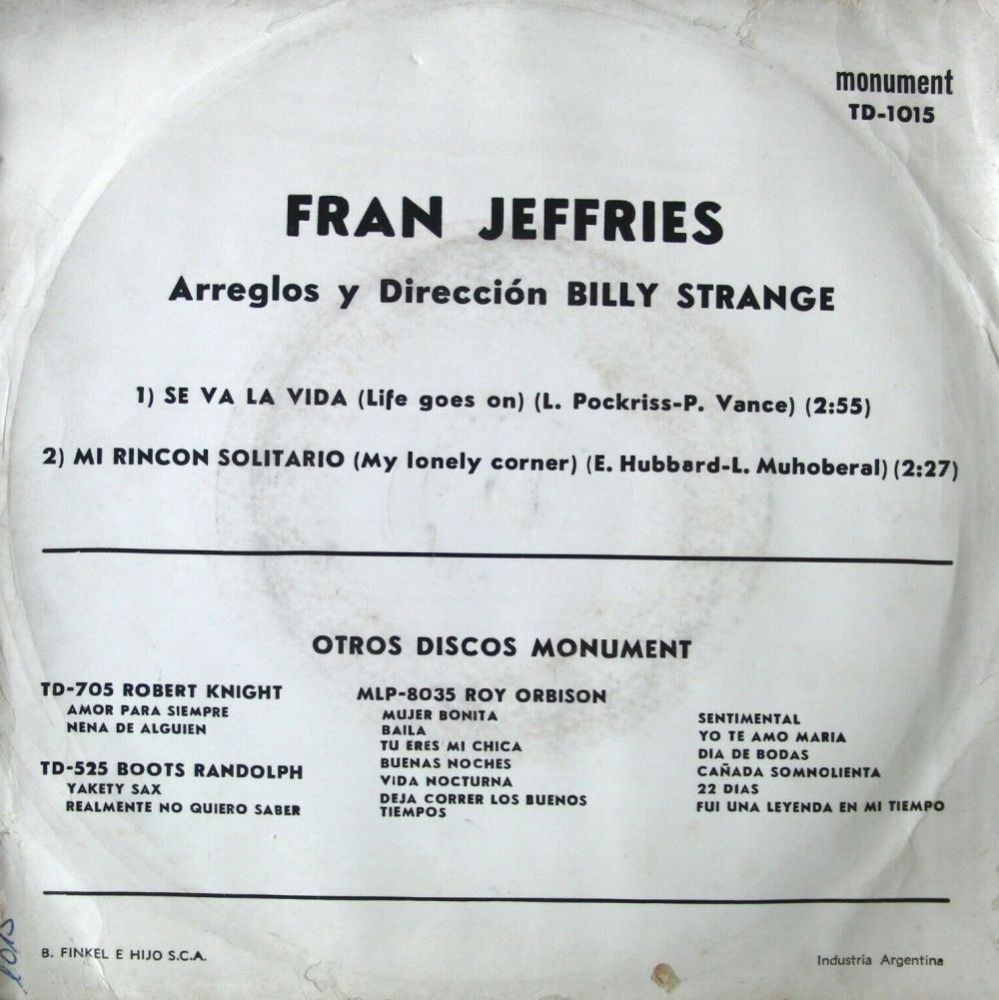 monument
TD-1015
FRAN JEFFRIES
Arreglos y Dirección BILLY STRANGE
1) SE VA LA VIDA (Life goes on) (L. Pockriss-P. Vance) (2:55)
2) MI RINCON SOLITARIO (My lonely corner) (E. Hubbard-L. Muhoberal) (2:27)
OTROS DISCOS MONUMENT
TD-705 ROBERT KNIGHT
AMOR PARA SIEMPRE
NENA DE ALGUIEN
TD-525 BOOTS RANDOLPH
YAKETY SAX
REALMENTE NO QUIERO SABER
MLP-8035 ROY ORBISON
MUJER BONITA
BAILA
TU ERES MI CHICA
BUENAS NOCHES
VIDA NOCTURNA
DEJA CORRER LOS BUENOS
TIEMPOS
SENTIMENTAL
YO TE AMO MARIA
DIA DE BODAS
CAÑADA SOMNOLIENTA
22 DIAS
FUI UNA LEYENDA EN MI TIEMPO
1015
B. FINKEL E HIJO S.C.A.
Industria Argentina